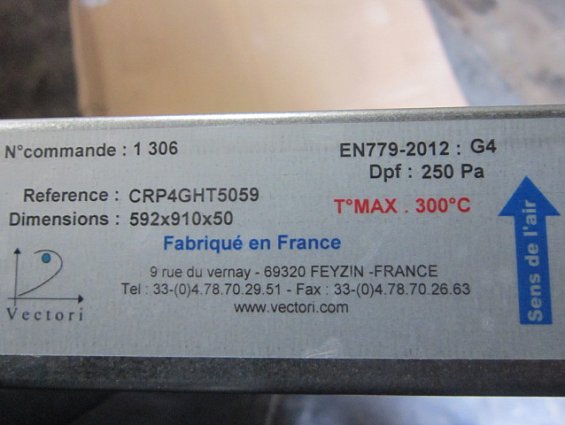 N°commande : 1 306
EN779-2012 : G4
Dpf : 250 Pa
Reference : CRP4GHT5059
T°MAX . 300°C
Dimensions : 592x910x50
Fabriqué en France
9 rue du vernay - 69320 FEYZIN -FRANCE
Tel : 33-(0)4.78.70.29.51 - Fax : 33-(0)4.78.70.26.63
www.vectori.com
Vectori
Sens de l'air